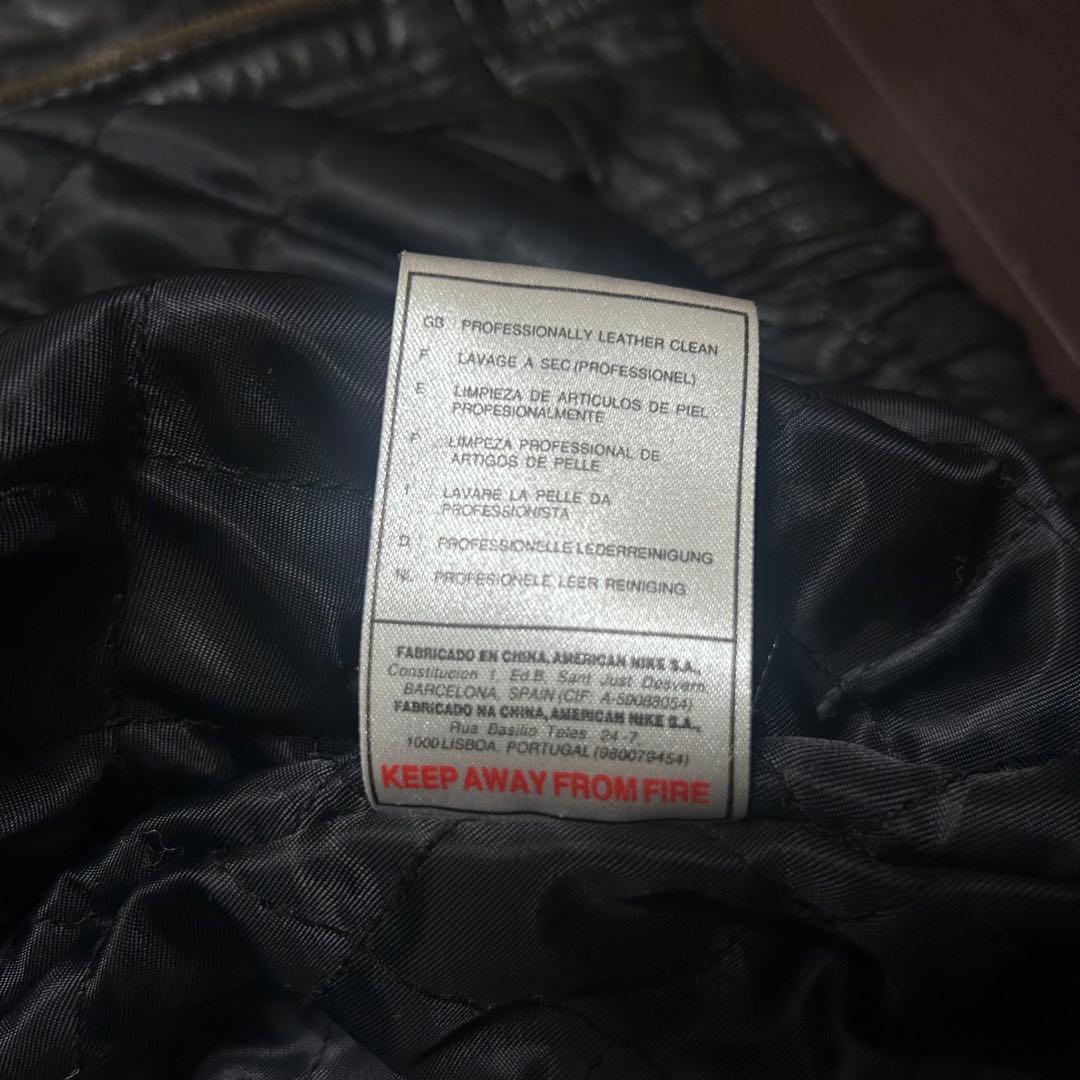 GB PROFESSIONALLY LEATHER CLEAN
F LAVAGE A SEC (PROFESSIONEL)
E LIMPIEZA DE ARTICULOS DE PIEL
PROFESIONALMENTE
P LIMPEZA PROFESSIONAL DE
ARTIGOS DE PELLE
I LAVARE LA PELLE DA
PROFESSIONISTA
D PROFESSIONELLE LEDERREINIGUNG
NL PROFESIONELE LEER REINIGING
FABRICADO EN CHINA, AMERICAN NIKE S.A.,
Constitucion 1, Ed.B, Sant Just Desvern,
BARCELONA, SPAIN (CIF: A-59088054)
FABRICADO NA CHINA, AMERICAN NIKE S.A.,
Rua Basilio Teles, 24-7,
1000 LISBOA, PORTUGAL (980079454)
KEEP AWAY FROM FIRE